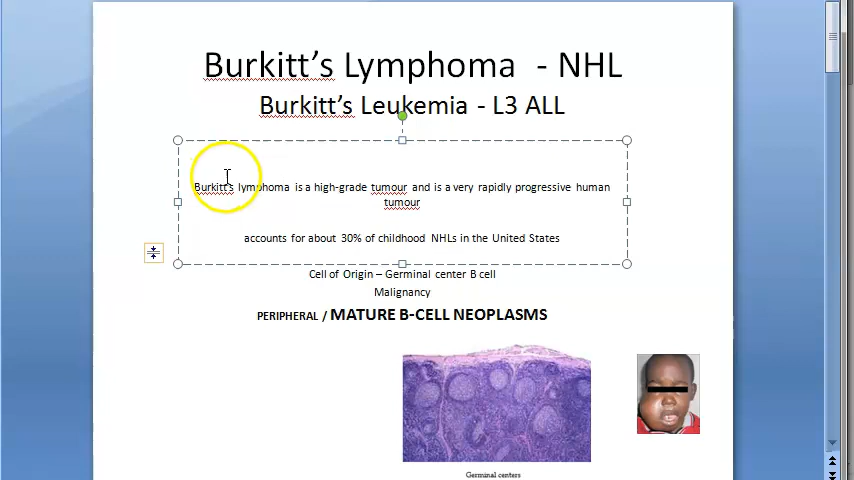 Burkitt's Lymphoma - NHL
Burkitt's Leukemia - L3 ALL
Burkitt's lymphoma is a high-grade tumour and is a very rapidly progressive human
tumour
accounts for about 30% of childhood NHLs in the United States
Cell of Origin – Germinal center B cell
Malignancy
PERIPHERAL / MATURE B-CELL NEOPLASMS
Germinal centers